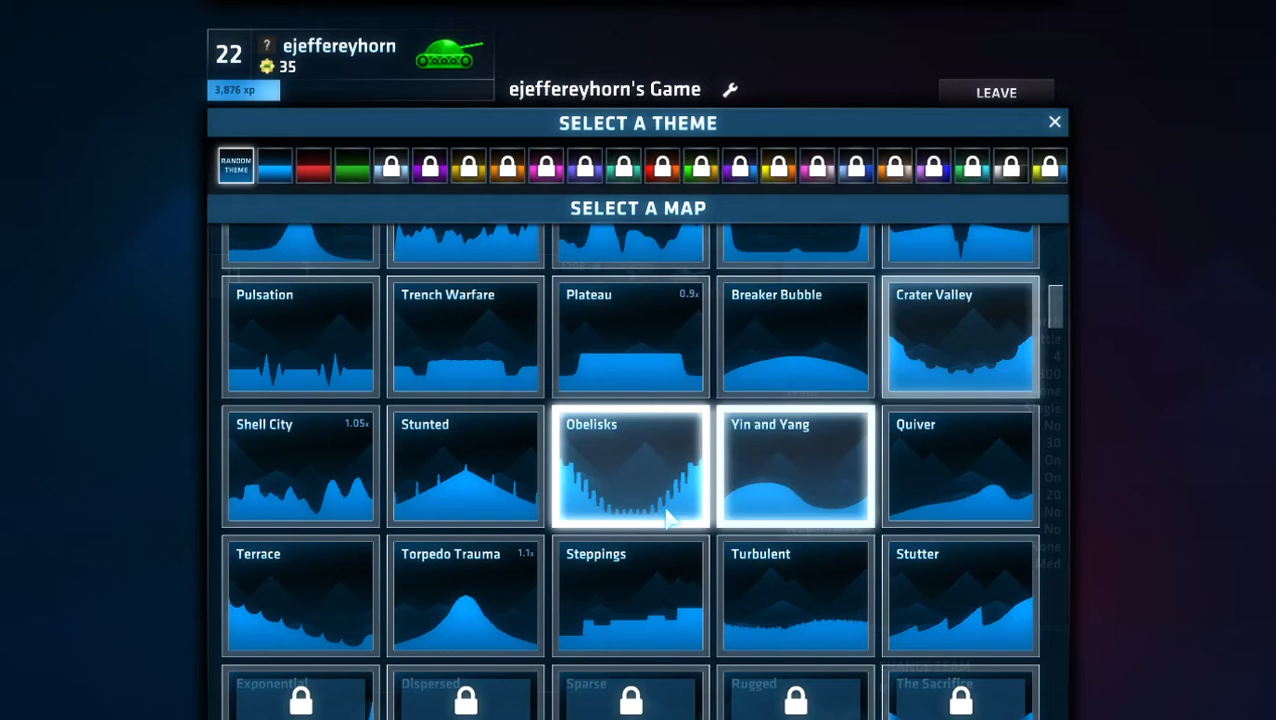 22
?
ejeffereyhorn
35
3,876 xp
ejeffereyhorn's Game
LEAVE
SELECT A THEME
RANDOM
THEME
SELECT A MAP
Pulsation
Trench Warfare
Plateau
0.9x
Breaker Bubble
Crater Valley
Shell City
1.05x
Stunted
Obelisks
Yin and Yang
Quiver
Terrace
Torpedo Trauma
1.1x
Steppings
Turbulent
Stutter
Exponential
Dispersed
Sparse
Rugged
The Sacrifice